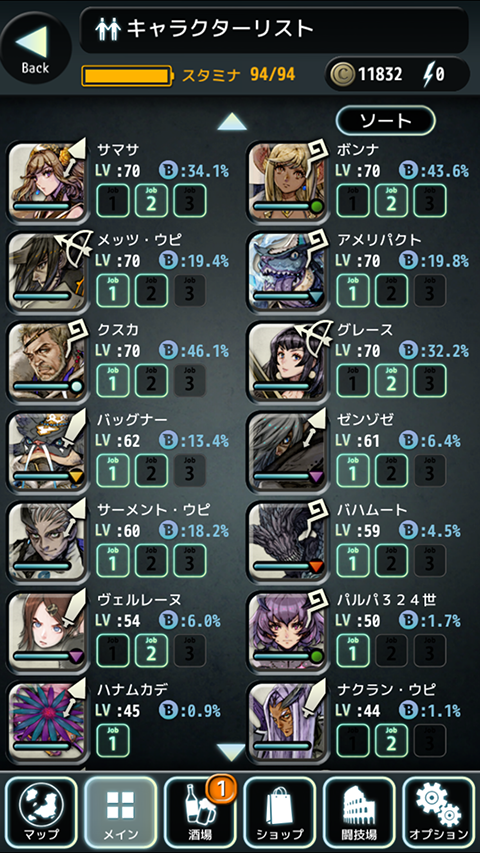 キャラクターリスト
Back
スタミナ 94/94
C 11832 0
ソート
サマサ
LV :70 B :34.1%
Job 1 Job 2 Job 3
ボンナ
LV :70 B :43.6%
Job 1 Job 2 Job 3
メッツ・ウピ
LV :70 B :19.4%
Job 1 Job 2 Job 3
アメリパクト
LV :70 B :19.8%
Job 1 Job 2 Job 3
クスカ
LV :70 B :46.1%
Job 1 Job 2 Job 3
グレース
LV :70 B :32.2%
Job 1 Job 2 Job 3
バッグナー
LV :62 B :13.4%
Job 1 Job 2 Job 3
ゼンゾゼ
LV :61 B :6.4%
Job 1 Job 2 Job 3
サーメント・ウピ
LV :60 B :18.2%
Job 1 Job 2 Job 3
バハムート
LV :59 B :4.5%
Job 1 Job 2 Job 3
ヴェルレーヌ
LV :54 B :6.0%
Job 1 Job 2 Job 3
パルパ３２４世
LV :50 B :1.7%
Job 1 Job 2 Job 3
ハナムカデ
LV :45 B :0.9%
Job 1
ナクラン・ウピ
LV :44 B :1.1%
Job 1 Job 2 Job 3
マップ
メイン
1
酒場
ショップ
闘技場
オプション